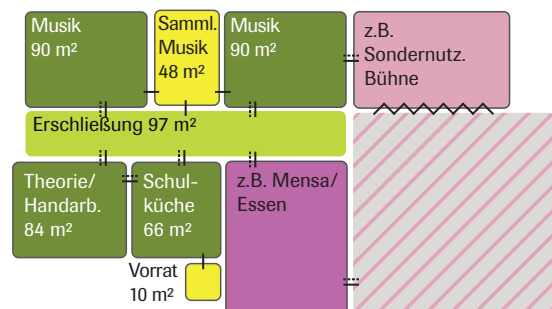 Musik
90 m²
Samml.
Musik
48 m²
Musik
90 m²
z.B.
Sondernutz.
Bühne
Erschließung 97 m²
Theorie/
Handarb.
84 m²
Schul-
küche
66 m²
z.B. Mensa/
Essen
Vorrat
10 m²